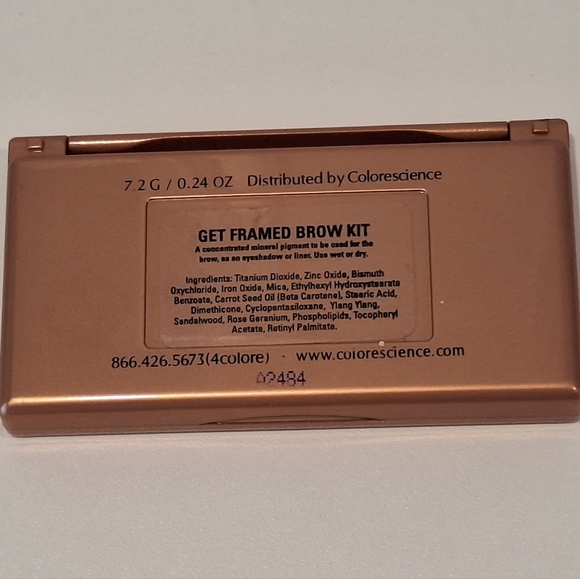 7.2 G / 0.24 OZ Distributed by Colorescience
GET FRAMED BROW KIT
A concentrated mineral pigment to be used for the
brow, as an eyeshadow or liner. Use wet or dry.
Ingredients: Titanium Dioxide, Zinc Oxide, Bismuth
Oxychloride, Iron Oxide, Mica, Ethylhexyl Hydroxystearate
Benzoate, Carrot Seed Oil (Beta Carotene), Stearic Acid,
Dimethicone, Cyclopentasiloxane, Ylang Ylang,
Sandalwood, Rose Geranium, Phospholipids, Tocopheryl
Acetate, Retinyl Palmitate.
866.426.5673(4colore) · www.colorescience.com
02484